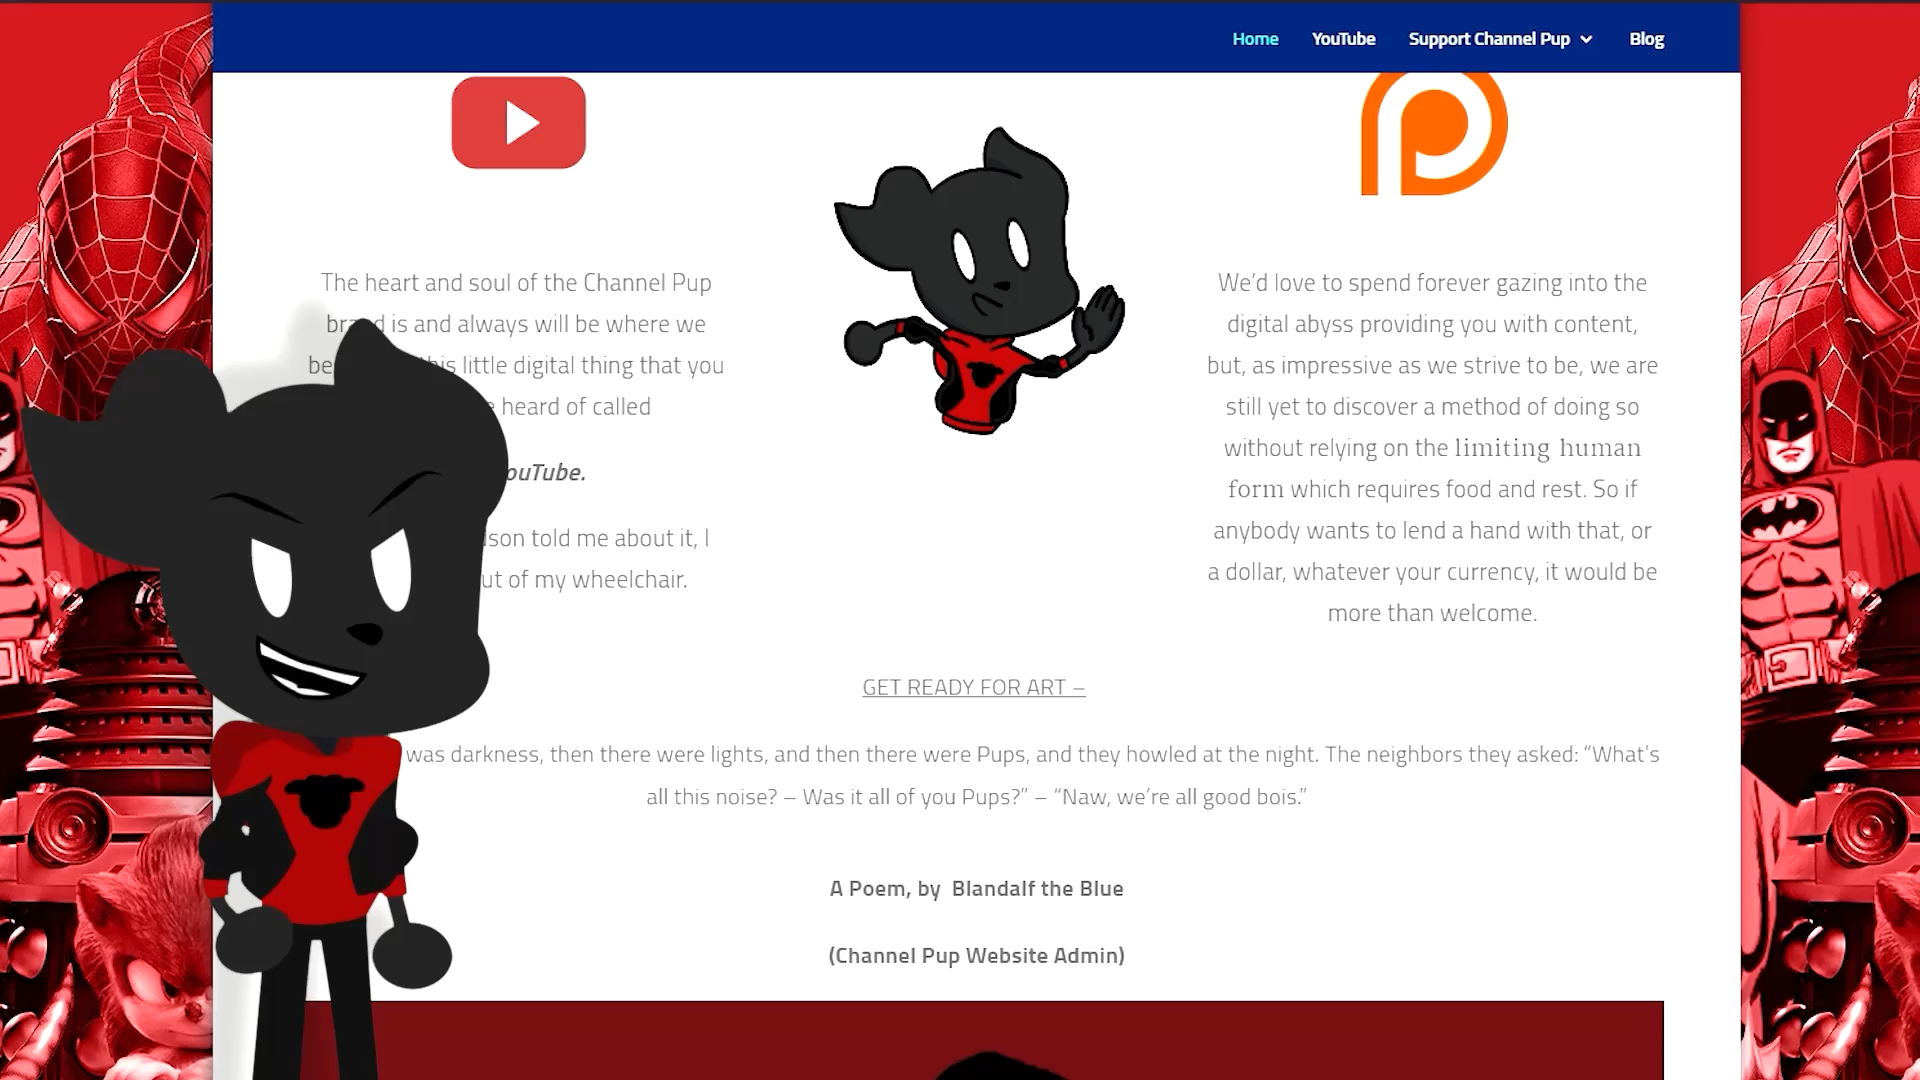 Home YouTube Support Channel Pup Blog
The heart and soul of the Channel Pup
is and always will be where we
little digital thing that you
heard of called
YouTube.
told me about it, I
of my wheelchair.
We’d love to spend forever gazing into the
digital abyss providing you with content,
but, as impressive as we strive to be, we are
still yet to discover a method of doing so
without relying on the limiting human
form which requires food and rest. So if
anybody wants to lend a hand with that, or
a dollar, whatever your currency, it would be
more than welcome.
GET READY FOR ART –
was darkness, then there were lights, and then there were Pups, and they howled at the night. The neighbors they asked: “What’s
all this noise? – Was it all of you Pups?” – “Naw, we’re all good bois.”
A Poem, by Blandalf the Blue
(Channel Pup Website Admin)